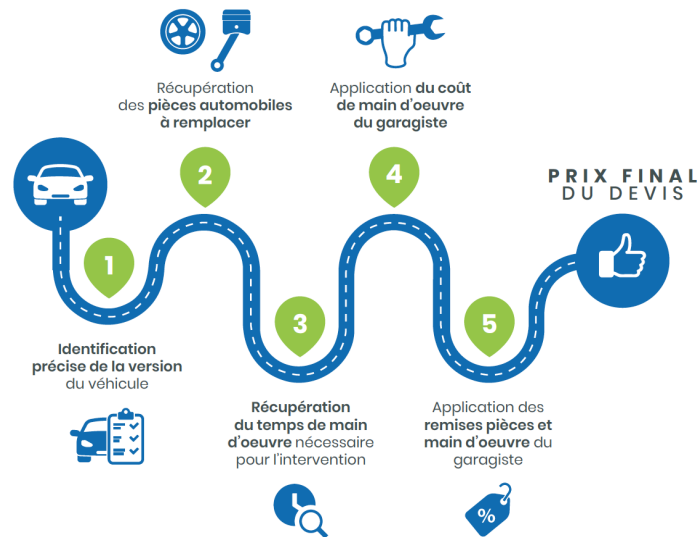 1
Identification
précise de la version
du véhicule
2
Récupération
des pièces automobiles
à remplacer
3
Récupération
du temps de main
d'oeuvre nécessaire
pour l'intervention
4
Application du coût
de main d'oeuvre
du garagiste
5
Application des
remises pièces et
main d'oeuvre du
garagiste
%
PRIX FINAL
DU DEVIS